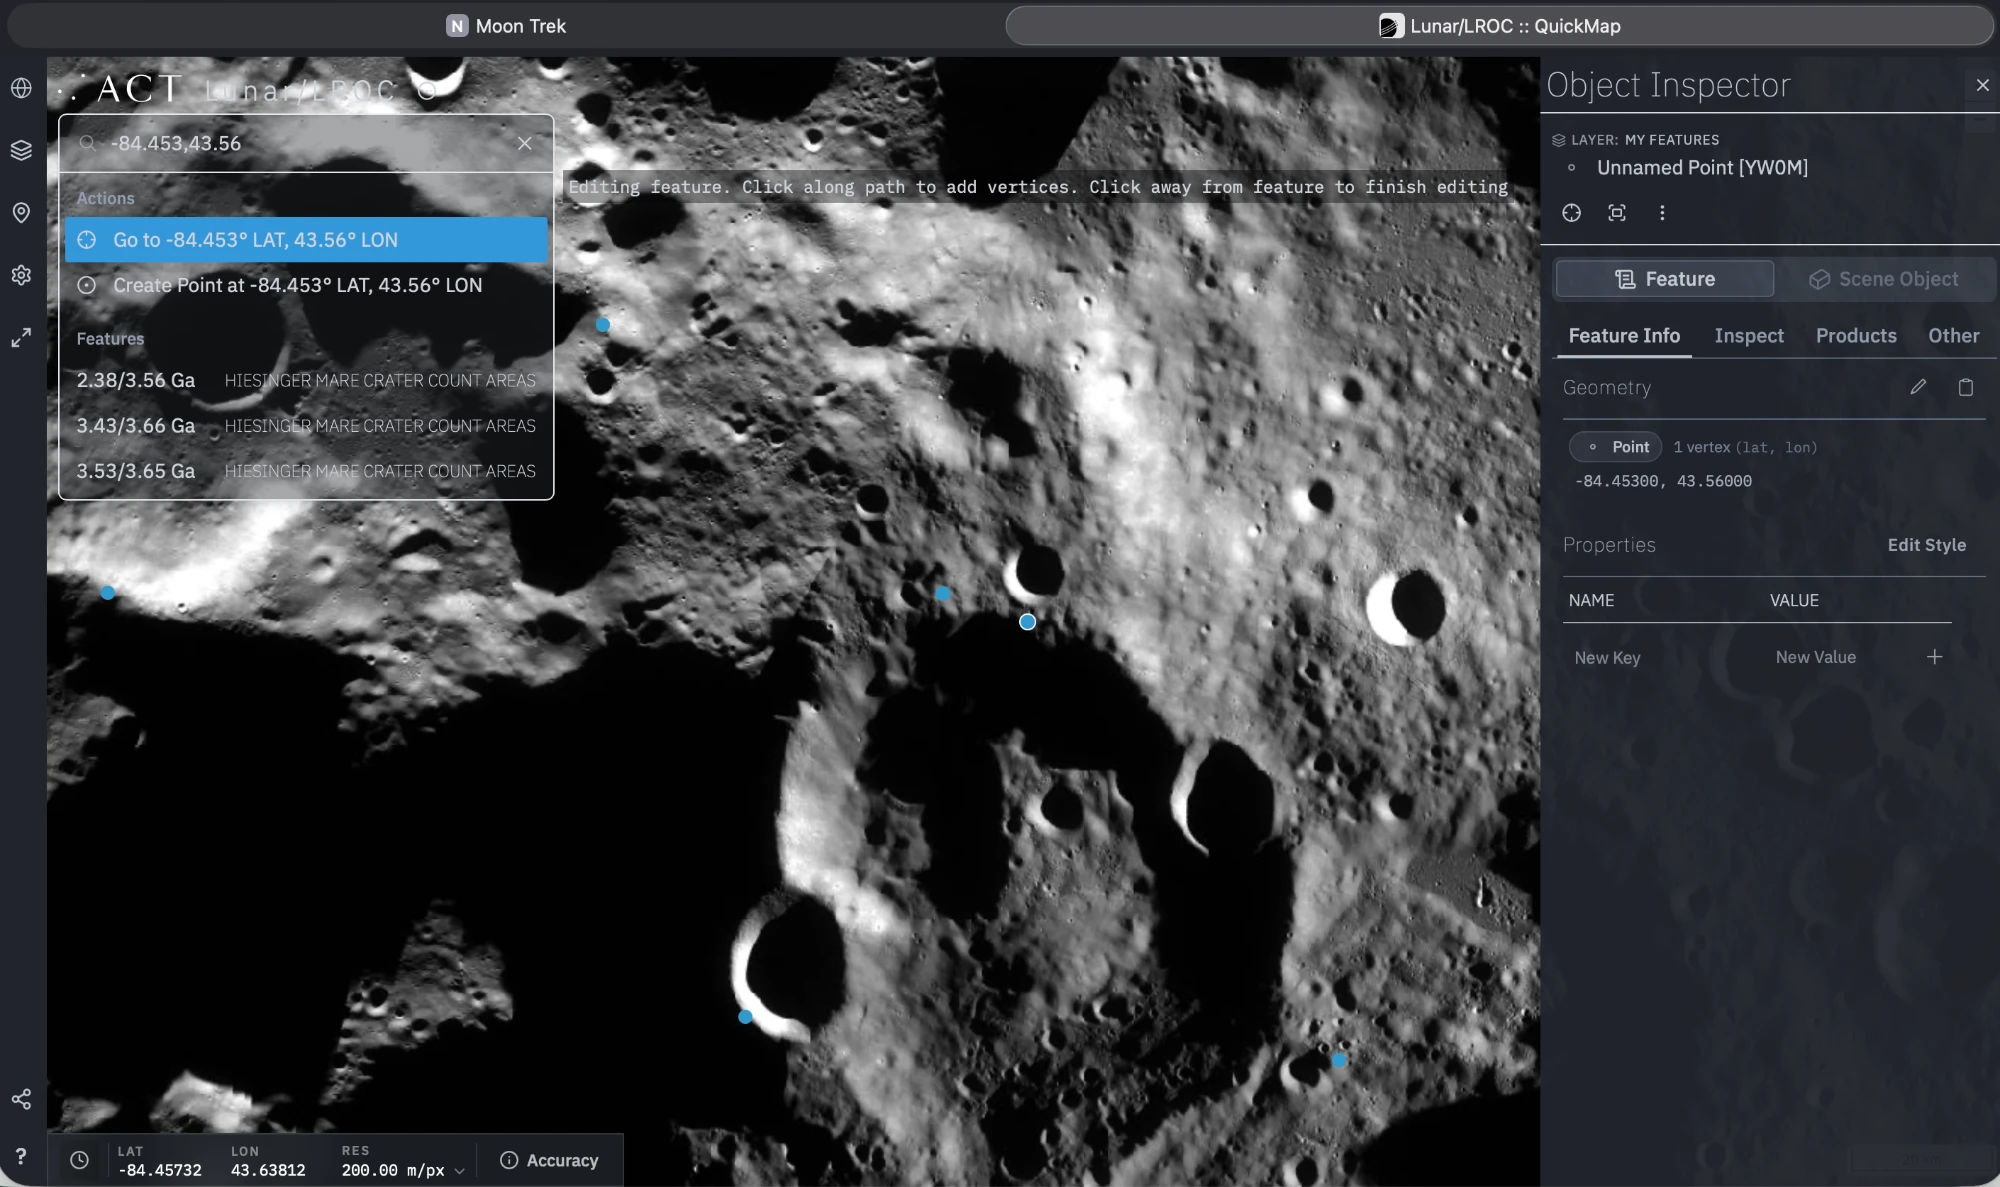 N Moon Trek
Lunar/LROC :: QuickMap
ACT Lunar/LROC
-84.453,43.56
Actions
Go to -84.453° LAT, 43.56° LON
Create Point at -84.453° LAT, 43.56° LON
Features
2.38/3.56 Ga HIESINGER MARE CRATER COUNT AREAS
3.43/3.66 Ga HIESINGER MARE CRATER COUNT AREAS
3.53/3.65 Ga HIESINGER MARE CRATER COUNT AREAS
Editing feature. Click along path to add vertices. Click away from feature to finish editing
Object Inspector
LAYER: MY FEATURES
Unnamed Point [YW0M]
Feature
Scene Object
Feature Info
Inspect
Products
Other
Geometry
Point 1 vertex (lat, lon)
-84.45300, 43.56000
Properties Edit Style
NAME VALUE
New Key New Value
LAT LON RES
-84.45732 43.63812 200.00 m/px
Accuracy
?